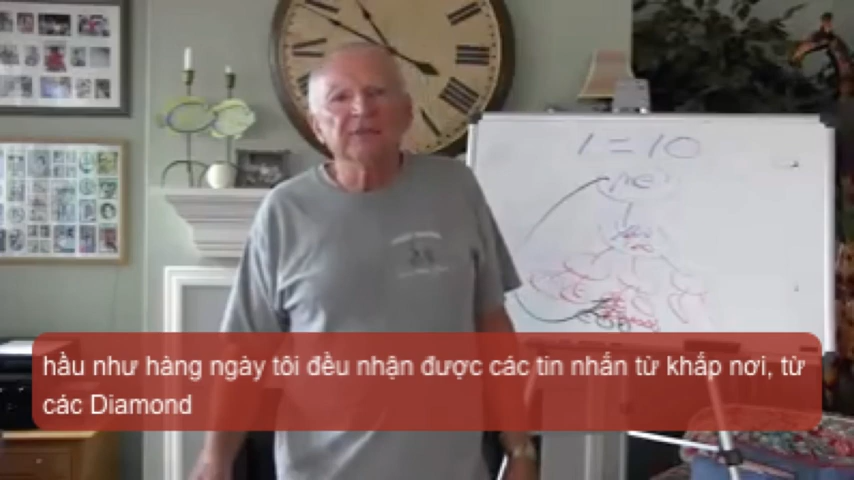 1 = 10
ME
hầu như hàng ngày tôi đều nhận được các tin nhắn từ khắp nơi, từ
các Diamond